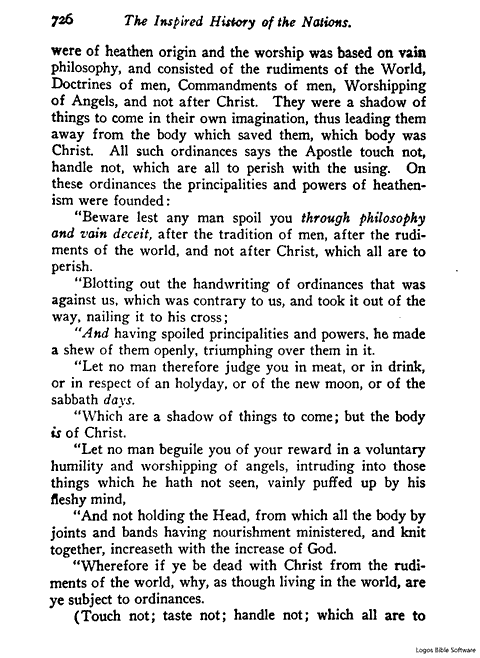 726 The Inspired History of the Nations.
were of heathen origin and the worship was based on vain
philosophy, and consisted of the rudiments of the World,
Doctrines of men, Commandments of men, Worshipping
of Angels, and not after Christ. They were a shadow of
things to come in their own imagination, thus leading them
away from the body which saved them, which body was
Christ. All such ordinances says the Apostle touch not,
handle not, which are all to perish with the using. On
these ordinances the principalities and powers of heathen-
ism were founded:
"Beware lest any man spoil you through philosophy
and vain deceit, after the tradition of men, after the rudi-
ments of the world, and not after Christ, which all are to
perish.
"Blotting out the handwriting of ordinances that was
against us, which was contrary to us, and took it out of the
way, nailing it to his cross;
"And having spoiled principalities and powers, he made
a shew of them openly, triumphing over them in it.
"Let no man therefore judge you in meat, or in drink,
or in respect of an holyday, or of the new moon, or of the
sabbath days.
"Which are a shadow of things to come; but the body
is of Christ.
"Let no man beguile you of your reward in a voluntary
humility and worshipping of angels, intruding into those
things which he hath not seen, vainly puffed up by his
fleshy mind,
"And not holding the Head, from which all the body by
joints and bands having nourishment ministered, and knit
together, increaseth with the increase of God.
"Wherefore if ye be dead with Christ from the rudi-
ments of the world, why, as though living in the world, are
ye subject to ordinances.
(Touch not; taste not; handle not; which all are to
Logos Bible Software